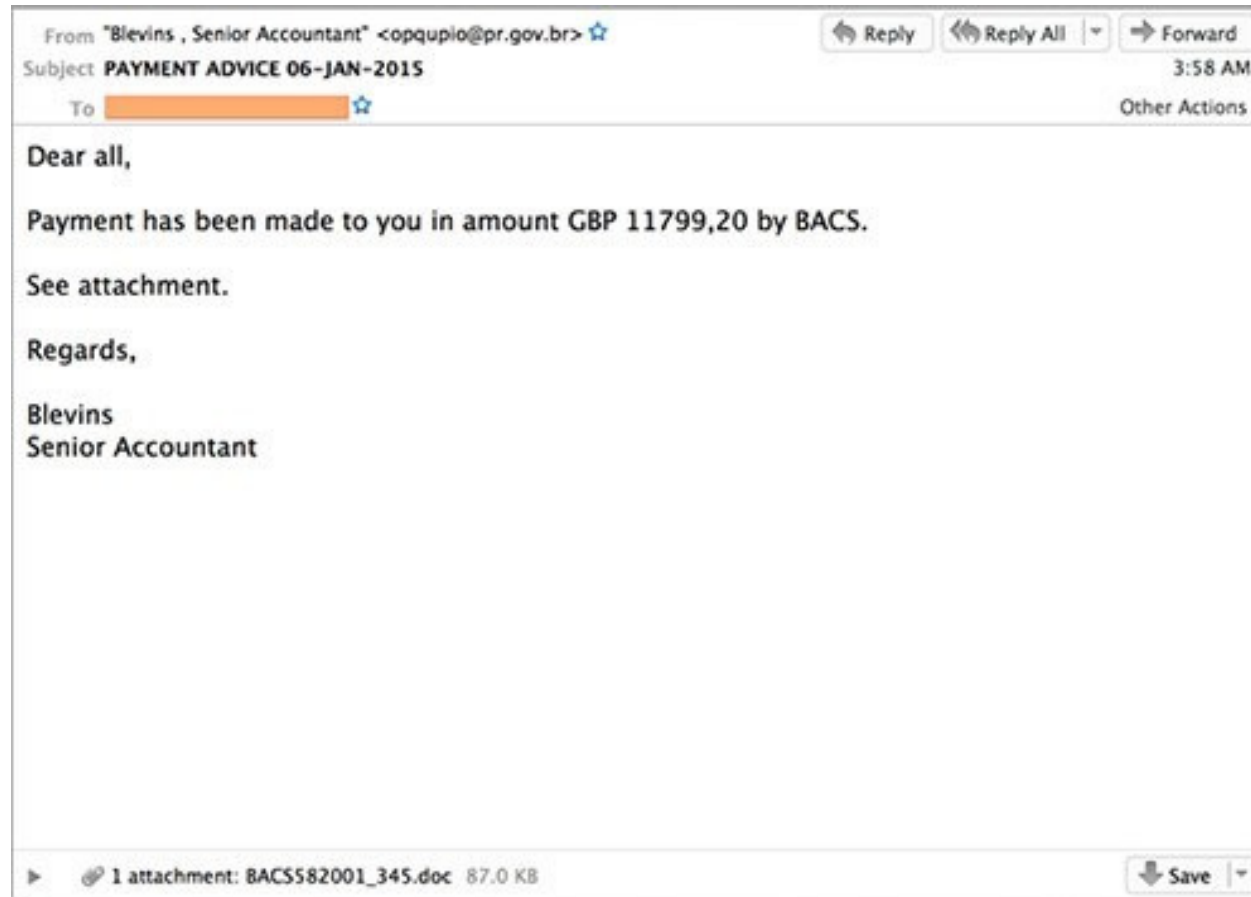 From "Blevins , Senior Accountant" <opqupio@pr.gov.br>
Reply Reply All Forward
Subject PAYMENT ADVICE 06-JAN-2015
3:58 AM
To
Other Actions
Dear all,
Payment has been made to you in amount GBP 11799,20 by BACS.
See attachment.
Regards,
Blevins
Senior Accountant
1 attachment: BACS582001_345.doc 87.0 KB
Save